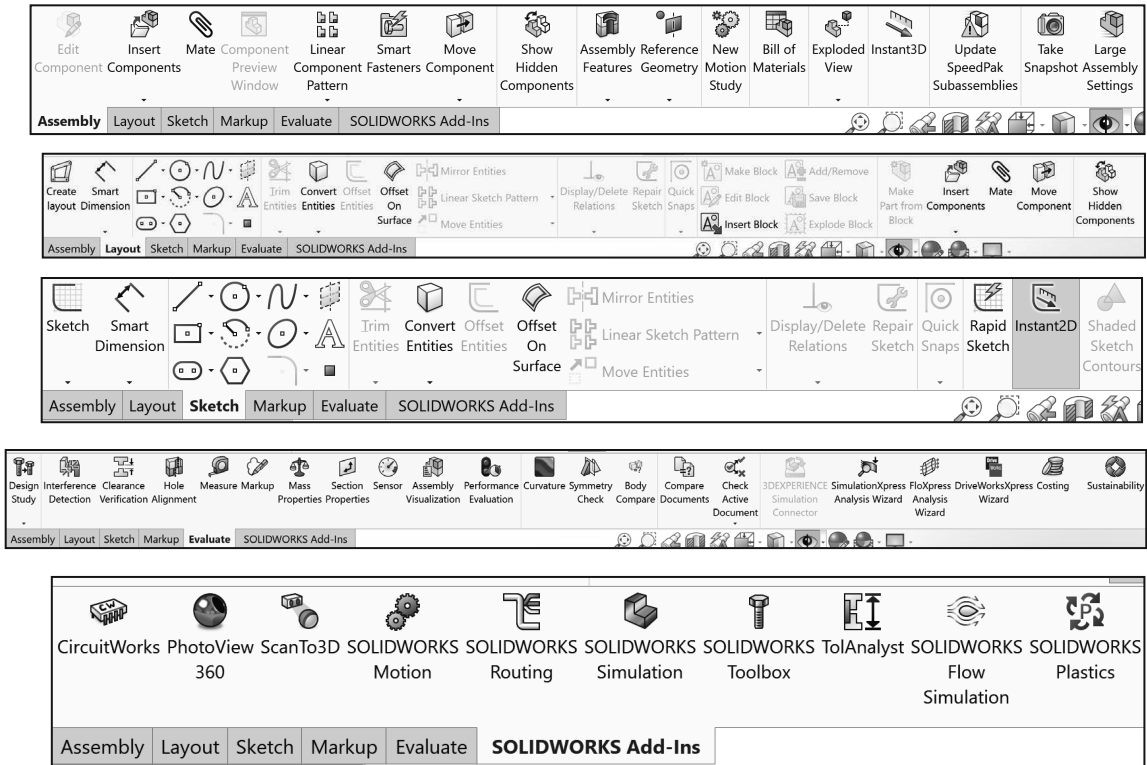 Edit Insert Mate Component Linear Smart Move Show Assembly Reference New Bill of Exploded Instant3D Update Take Large
Component Components Preview Component Fasteners Component Hidden Features Geometry Motion Materials View SpeedPak Snapshot Assembly
Window Pattern Components Study Subassemblies Settings
Assembly Layout Sketch Markup Evaluate SOLIDWORKS Add-Ins
Create Smart Trim Convert Offset Offset Mirror Entities Display/Delete Repair Quick Make Block Add/Remove Make Insert Mate Move Show
layout Dimension Entities Entities Entities On Linear Sketch Pattern Relations Sketch Snaps Edit Block Save Block Part from Components Component Hidden
Surface Move Entities Insert Block Explode Block Block Components
Assembly Layout Sketch Markup Evaluate SOLIDWORKS Add-Ins
Sketch Smart Trim Convert Offset Offset Mirror Entities Display/Delete Repair Quick Rapid Instant2D Shaded
Dimension Entities Entities Entities On Linear Sketch Pattern Relations Sketch Snaps Sketch Sketch
Surface Move Entities Contours
Assembly Layout Sketch Markup Evaluate SOLIDWORKS Add-Ins
Design Interference Clearance Hole Measure Markup Mass Section Sensor Assembly Performance Curvature Symmetry Body Compare Check 3DEXPERIENCE SimulationXpress FloXpress DriveWorksXpress Costing Sustainability
Study Detection Verification Alignment Properties Properties Visualization Evaluation Check Compare Documents Active Simulation Analysis Wizard Analysis Wizard
Document Connector Wizard
Assembly Layout Sketch Markup Evaluate SOLIDWORKS Add-Ins
CW
CircuitWorks PhotoView ScanTo3D SOLIDWORKS SOLIDWORKS SOLIDWORKS SOLIDWORKS TolAnalyst SOLIDWORKS SOLIDWORKS
360 Motion Routing Simulation Toolbox Flow Plastics
Simulation
Assembly Layout Sketch Markup Evaluate SOLIDWORKS Add-Ins